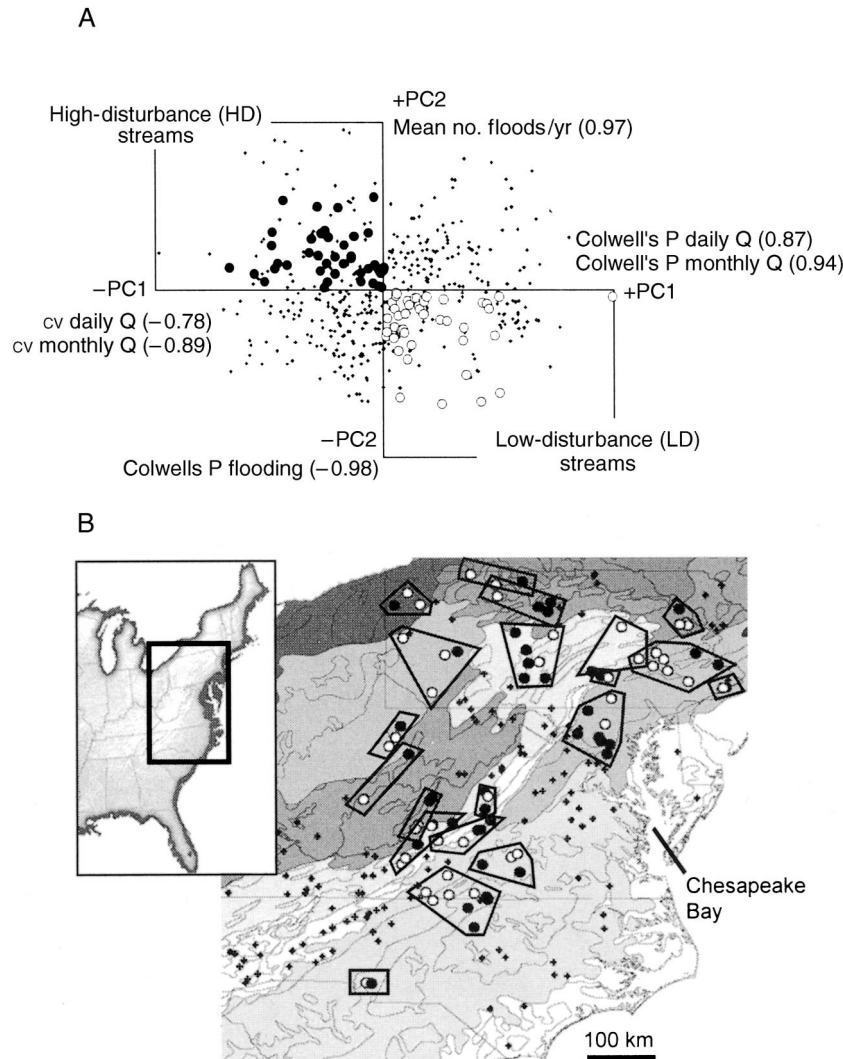 A
+PC2
High-disturbance (HD)
streams
Mean no. floods/yr (0.97)
Colwell's P daily Q (0.87)
Colwell's P monthly Q (0.94)
−PC1
+PC1
CV daily Q (−0.78)
CV monthly Q (−0.89)
−PC2
Colwells P flooding (−0.98)
Low-disturbance (LD)
streams
B
Chesapeake
Bay
100 km